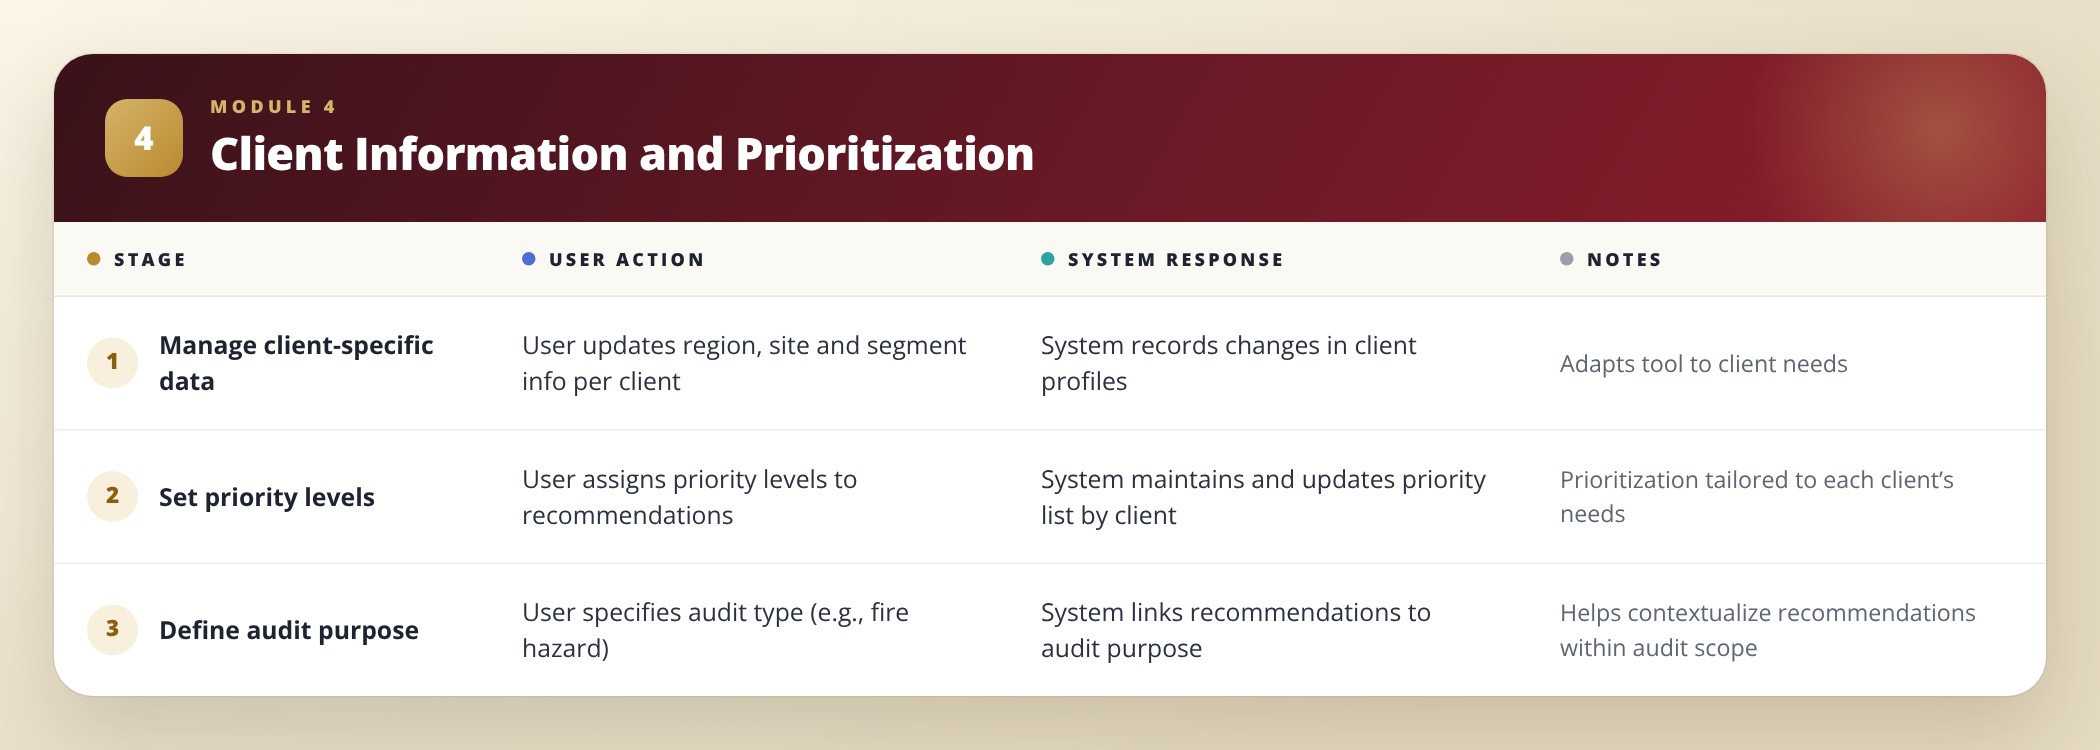 4
MODULE 4
Client Information and Prioritization
STAGE
USER ACTION
SYSTEM RESPONSE
NOTES
1
Manage client-specific
data
User updates region, site and segment
info per client
System records changes in client
profiles
Adapts tool to client needs
2
Set priority levels
User assigns priority levels to
recommendations
System maintains and updates priority
list by client
Prioritization tailored to each client’s
needs
3
Define audit purpose
User specifies audit type (e.g., fire
hazard)
System links recommendations to
audit purpose
Helps contextualize recommendations
within audit scope